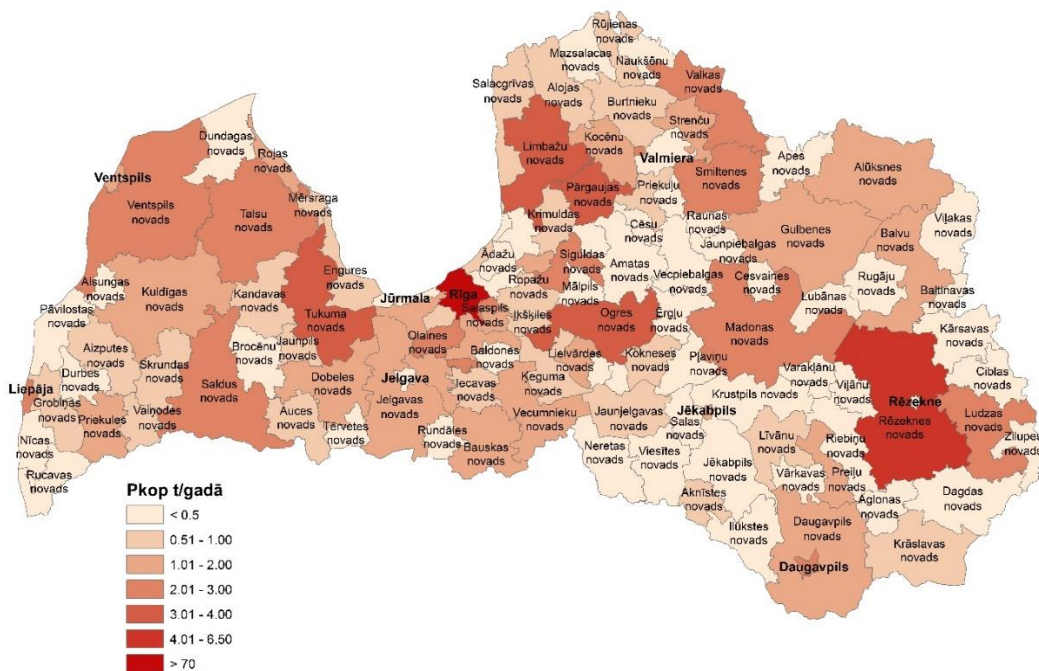 Rūjienas
novads
Mazsalacas
novads
Naukšēnu
novads
Valkas
novads
Salacgrīvas
novads
Alojas
novads
Burtnieku
novads
Strenču
novads
Dundagas
novads
Rojas
novads
Limbažu
novads
Kocēnu
novads
Valmiera
Apes
novads
Alūksnes
novads
Ventspils
Ventspils
novads
Talsu
novads
Mērsraga
novads
Pārgaujas
novads
Priekuļu
novads
Smiltenes
novads
Krimuldas
novads
Cēsu
novads
Raunas
novads
Jaunpiebalgas
novads
Gulbenes
novads
Balvu
novads
Viļakas
novads
Alsungas
novads
Kuldīgas
novads
Kandavas
novads
Engures
novads
Jūrmala
Ādažu
novads
Rīga
Ropažu
novads
Siguldas
novads
Mālpils
novads
Amatas
novads
Vecpiebalgas
novads
Cesvaines
novads
Lubānas
novads
Rugāju
novads
Baltinavas
novads
Pāvilostas
novads
Tukuma
novads
Salaspils
novads
Ikšķiles
novads
Ogres
novads
Ērgļu
novads
Madonas
novads
Kārsavas
novads
Aizputes
novads
Skrundas
novads
Brocēnu
novads
Jaunpils
novads
Olaines
novads
Baldones
novads
Lielvārdes
novads
Kokneses
novads
Pļaviņu
novads
Varakļānu
novads
Viļānu
novads
Ciblas
novads
Durbes
novads
Liepāja
Grobiņas
novads
Saldus
novads
Dobeles
novads
Jelgava
Jelgavas
novads
Iecavas
novads
Ķeguma
novads
Krustpils
novads
Rēzekne
Rēzeknes
novads
Ludzas
novads
Priekules
novads
Vaiņodes
novads
Auces
novads
Tērvetes
novads
Rundāles
novads
Vecumnieku
novads
Jaunjelgavas
novads
Jēkabpils
Salas
novads
Līvānu
novads
Riebiņu
novads
Zilupes
novads
Nīcas
novads
Bauskas
novads
Neretas
novads
Viesītes
novads
Jēkabpils
novads
Vārkavas
novads
Preiļu
novads
Rucavas
novads
Aknīstes
novads
Aglonas
novads
Dagdas
novads
Ilūkstes
novads
Daugavpils
novads
Krāslavas
novads
Daugavpils
Pkop t/gadā
< 0.5
0.51 - 1.00
1.01 - 2.00
2.01 - 3.00
3.01 - 4.00
4.01 - 6.50
> 70